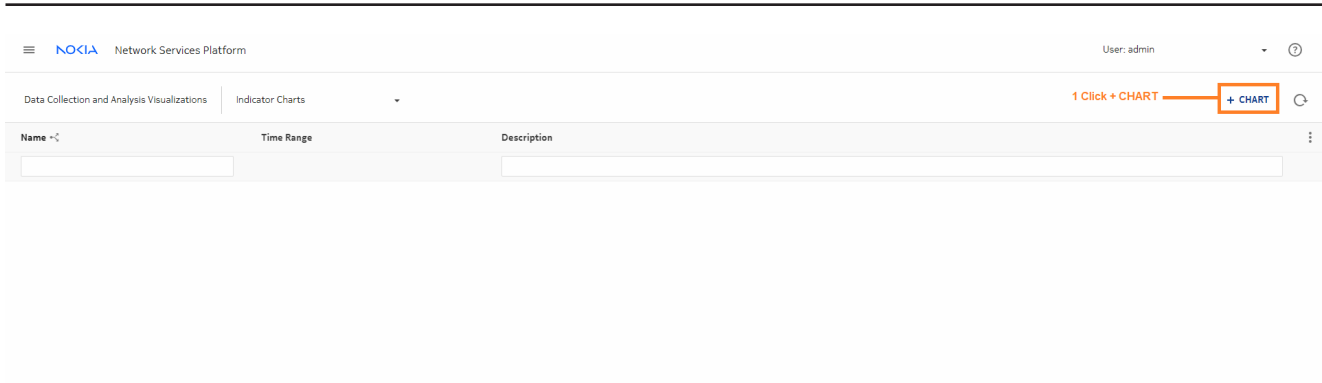 NOKIA Network Services Platform User: admin
Data Collection and Analysis Visualizations Indicator Charts 1 Click + CHART + CHART
Name Time Range Description